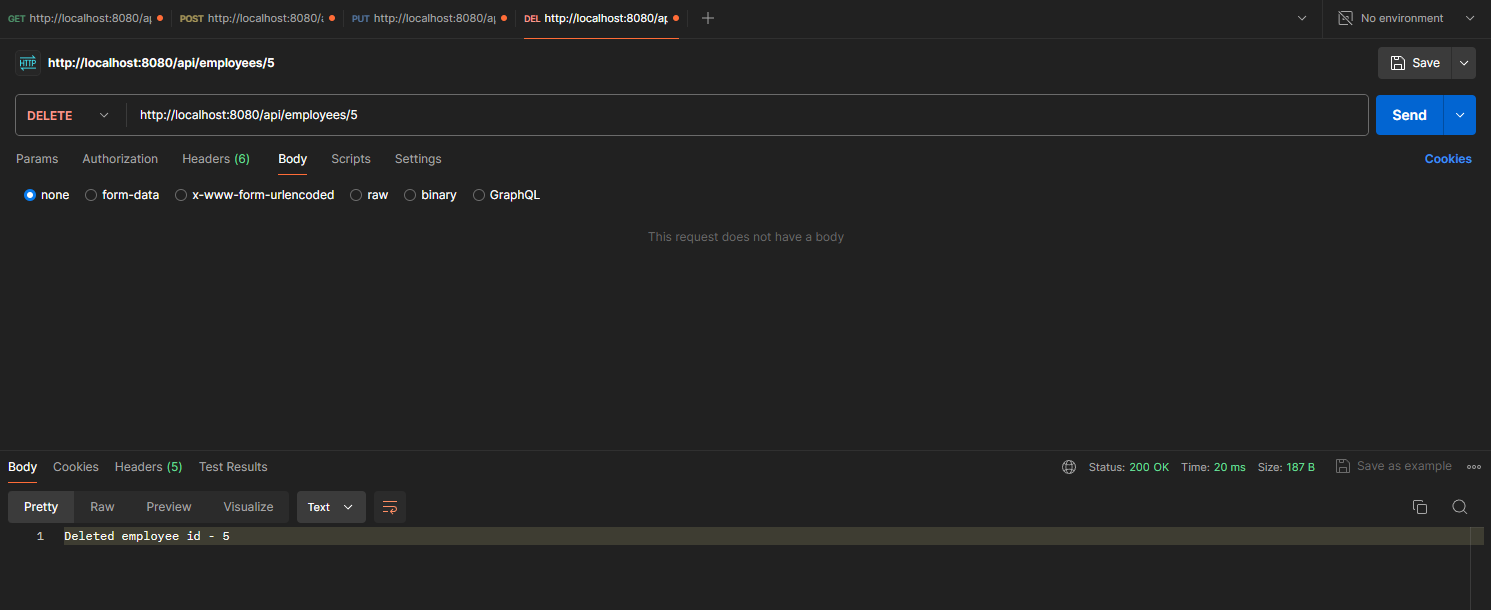 GET http://localhost:8080/ap POST http://localhost:8080/a PUT http://localhost:8080/ap DEL http://localhost:8080/ap No environment
HTTP http://localhost:8080/api/employees/5 Save
DELETE http://localhost:8080/api/employees/5 Send
Params Authorization Headers (6) Body Scripts Settings Cookies
none form-data x-www-form-urlencoded raw binary GraphQL
This request does not have a body
Body Cookies Headers (5) Test Results Status: 200 OK Time: 20 ms Size: 187 B Save as example
Pretty Raw Preview Visualize Text
1 Deleted employee id - 5